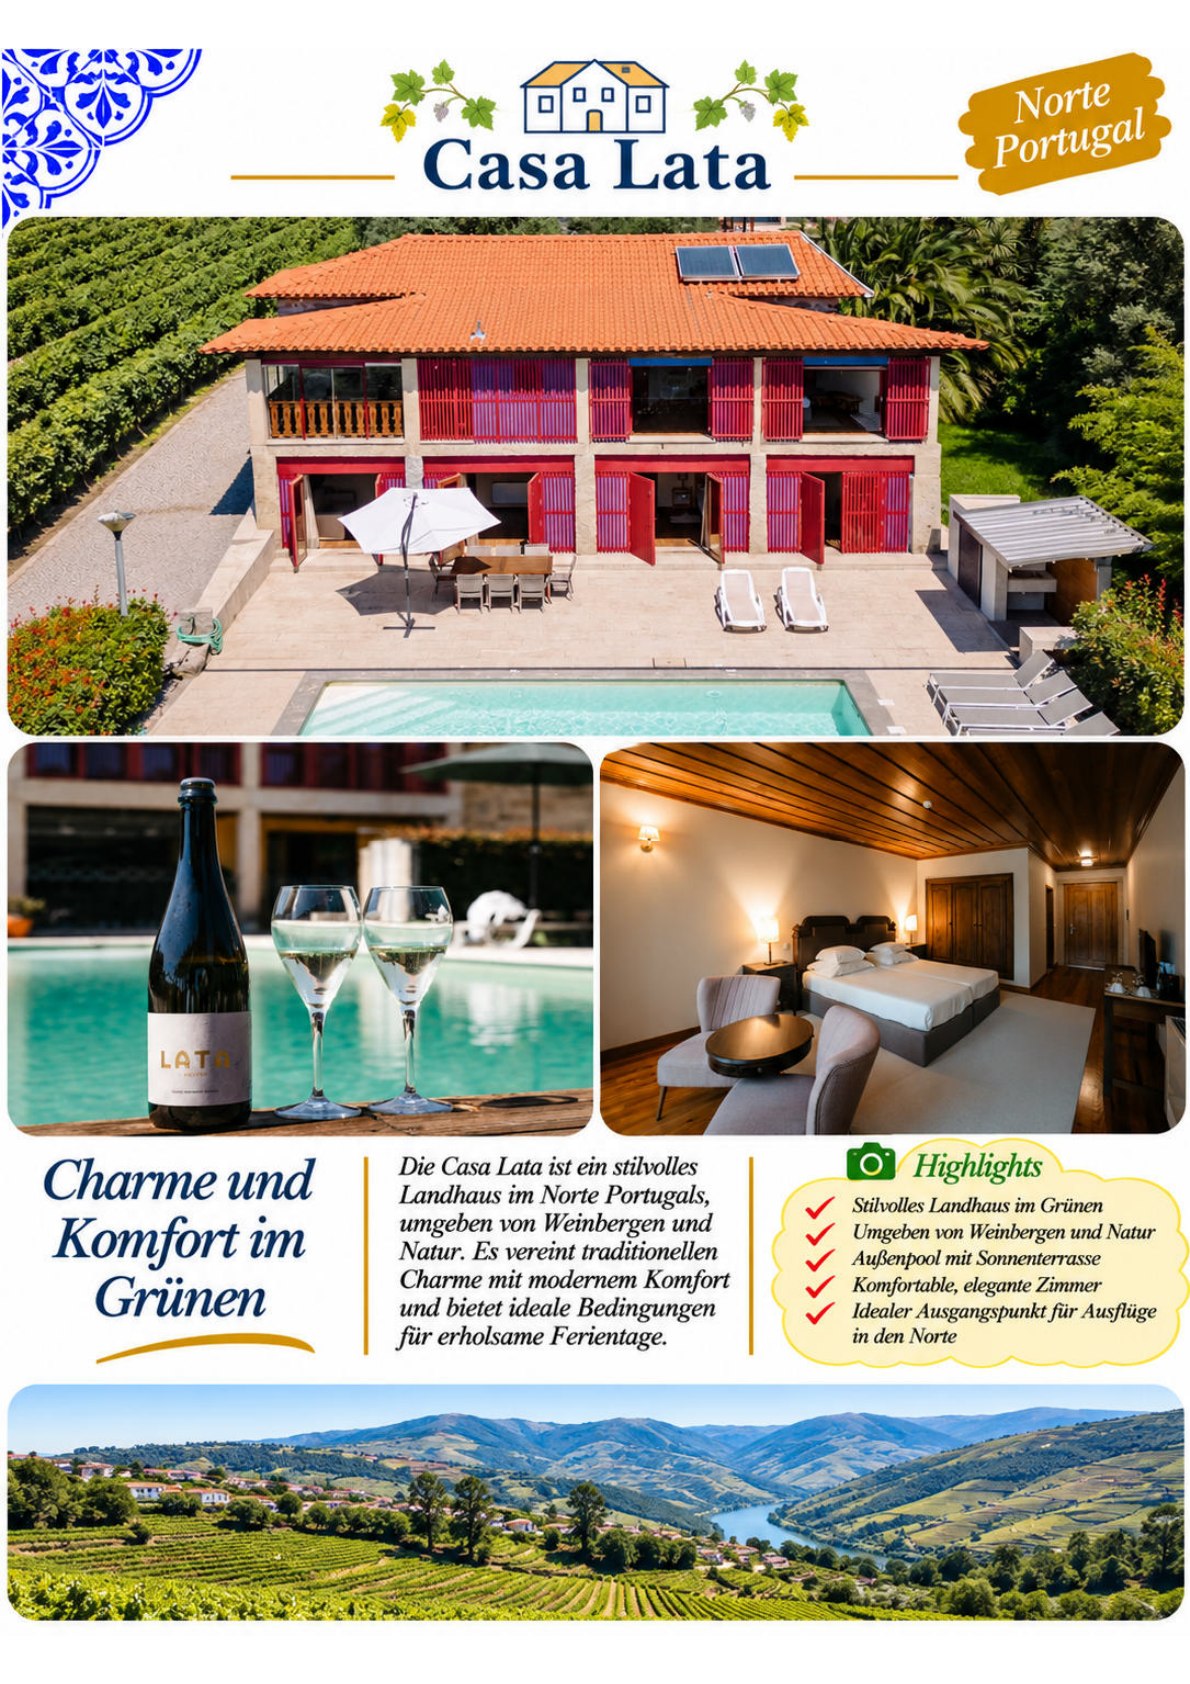 Casa Lata
Norte
Portugal
LATA
Charme und
Komfort im
Grünen
Die Casa Lata ist ein stilvolles
Landhaus im Norte Portugals,
umgeben von Weinbergen und
Natur. Es vereint traditionellen
Charme mit modernem Komfort
und bietet ideale Bedingungen
für erholsame Ferientage.
Highlights
Stilvolles Landhaus im Grünen
Umgeben von Weinbergen und Natur
Außenpool mit Sonnenterrasse
Komfortable, elegante Zimmer
Idealer Ausgangspunkt für Ausflüge
in den Norte